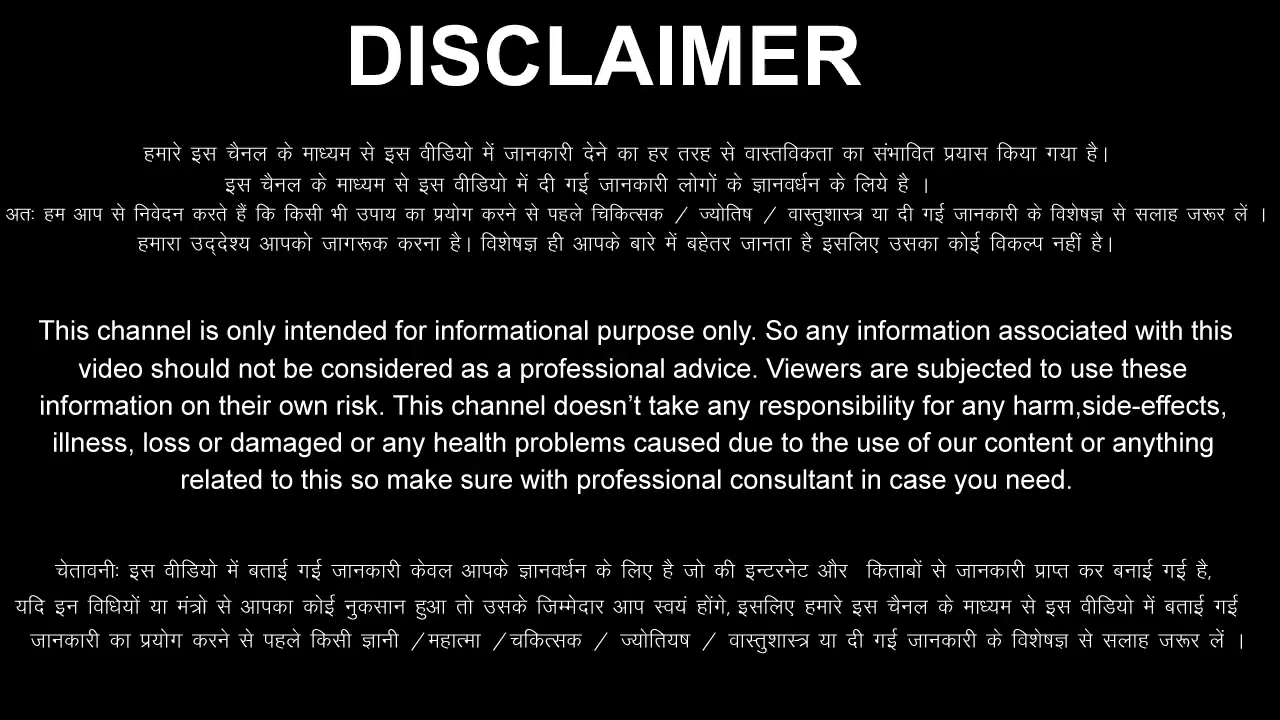 DISCLAIMER
हमारे इस चैनल के माध्यम से इस वीडियो में जानकारी देने का हर तरह से वास्तविकता का संभावित प्रयास किया गया है।
इस चैनल के माध्यम से इस वीडियो में दी गई जानकारी लोगों के ज्ञानवर्धन के लिये है ।
अतः हम आप से निवेदन करते हैं कि किसी भी उपाय का प्रयोग करने से पहले चिकित्सक / ज्योतिष / वास्तुशास्त्र या दी गई जानकारी के विशेषज्ञ से सलाह जरूर लें ।
हमारा उद्देश्य आपको जागरूक करना है। विशेषज्ञ ही आपके बारे में बहेतर जानता है इसलिए उसका कोई विकल्प नहीं है।
This channel is only intended for informational purpose only. So any information associated with this
video should not be considered as a professional advice. Viewers are subjected to use these
information on their own risk. This channel doesn’t take any responsibility for any harm,side-effects,
illness, loss or damaged or any health problems caused due to the use of our content or anything
related to this so make sure with professional consultant in case you need.
चेतावनीः इस वीडियो में बताई गई जानकारी केवल आपके ज्ञानवर्धन के लिए है जो की इन्टरनेट और किताबों से जानकारी प्राप्त कर बनाई गई है,
यदि इन विधियों या मंत्रो से आपका कोई नुकसान हुआ तो उसके जिम्मेदार आप स्वयं होंगे, इसलिए हमारे इस चैनल के माध्यम से इस वीडियो में बताई गई
जानकारी का प्रयोग करने से पहले किसी ज्ञानी /महात्मा /चकित्सक / ज्योतियष / वास्तुशास्त्र या दी गई जानकारी के विशेषज्ञ से सलाह जरूर लें ।